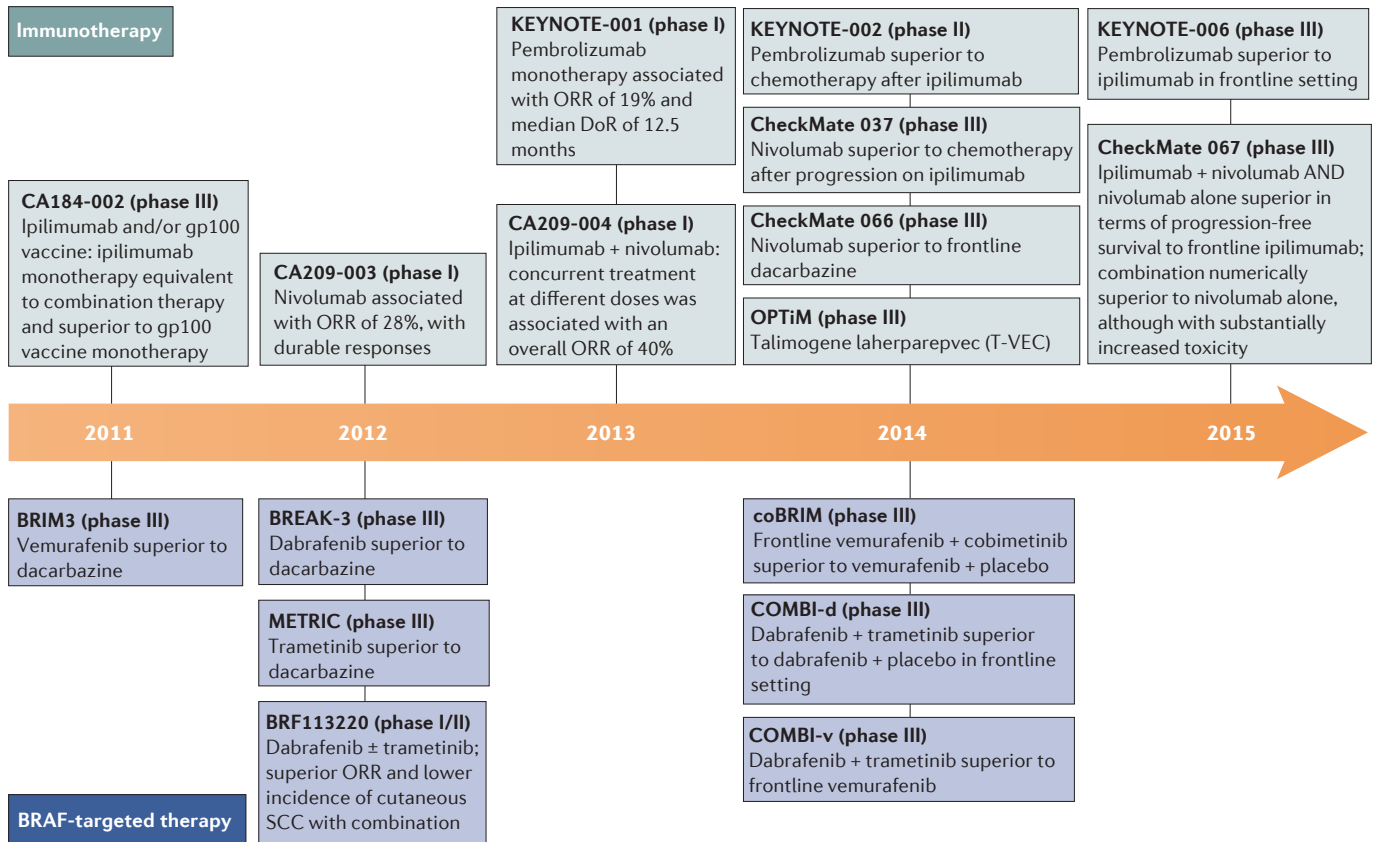 Immunotherapy
KEYNOTE-001 (phase I)
Pembrolizumab
monotherapy associated
with ORR of 19% and
median DoR of 12.5
months
KEYNOTE-002 (phase II)
Pembrolizumab superior to
chemotherapy after ipilimumab
KEYNOTE-006 (phase III)
Pembrolizumab superior to
ipilimumab in frontline setting
CheckMate 037 (phase III)
Nivolumab superior to chemotherapy
after progression on ipilimumab
CheckMate 067 (phase III)
Ipilimumab + nivolumab AND
nivolumab alone superior in
terms of progression-free
survival to frontline ipilimumab;
combination numerically
superior to nivolumab alone,
although with substantially
increased toxicity
CA184-002 (phase III)
Ipilimumab and/or gp100
vaccine: ipilimumab
monotherapy equivalent
to combination therapy
and superior to gp100
vaccine monotherapy
CA209-003 (phase I)
Nivolumab associated
with ORR of 28%, with
durable responses
CA209-004 (phase I)
Ipilimumab + nivolumab:
concurrent treatment
at different doses was
associated with an
overall ORR of 40%
CheckMate 066 (phase III)
Nivolumab superior to frontline
dacarbazine
OPTiM (phase III)
Talimogene laherparepvec (T-VEC)
2011
2012
2013
2014
2015
BRIM3 (phase III)
Vemurafenib superior to
dacarbazine
BREAK-3 (phase III)
Dabrafenib superior to
dacarbazine
METRIC (phase III)
Trametinib superior to
dacarbazine
BRF113220 (phase I/II)
Dabrafenib ± trametinib;
superior ORR and lower
incidence of cutaneous
SCC with combination
coBRIM (phase III)
Frontline vemurafenib + cobimetinib
superior to vemurafenib + placebo
COMBI-d (phase III)
Dabrafenib + trametinib superior
to dabrafenib + placebo in frontline
setting
COMBI-v (phase III)
Dabrafenib + trametinib superior to
frontline vemurafenib
BRAF-targeted therapy